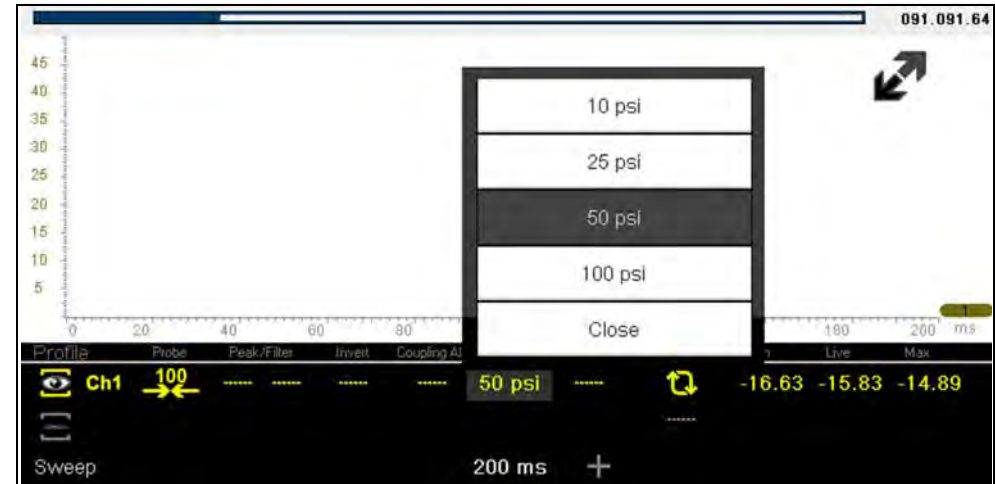 091.091.64
45
40
35
30
25
20
15
10
5
10 psi
25 psi
50 psi
100 psi
Close
0 20 40 60 80 180 200 ms
1
Profile Probe Peak/Filter Invert Coupling Live Max
Ch1 100 ------ ------ ------ ------ 50 psi ------ -16.63 -15.83 -14.89
------
Sweep 200 ms +